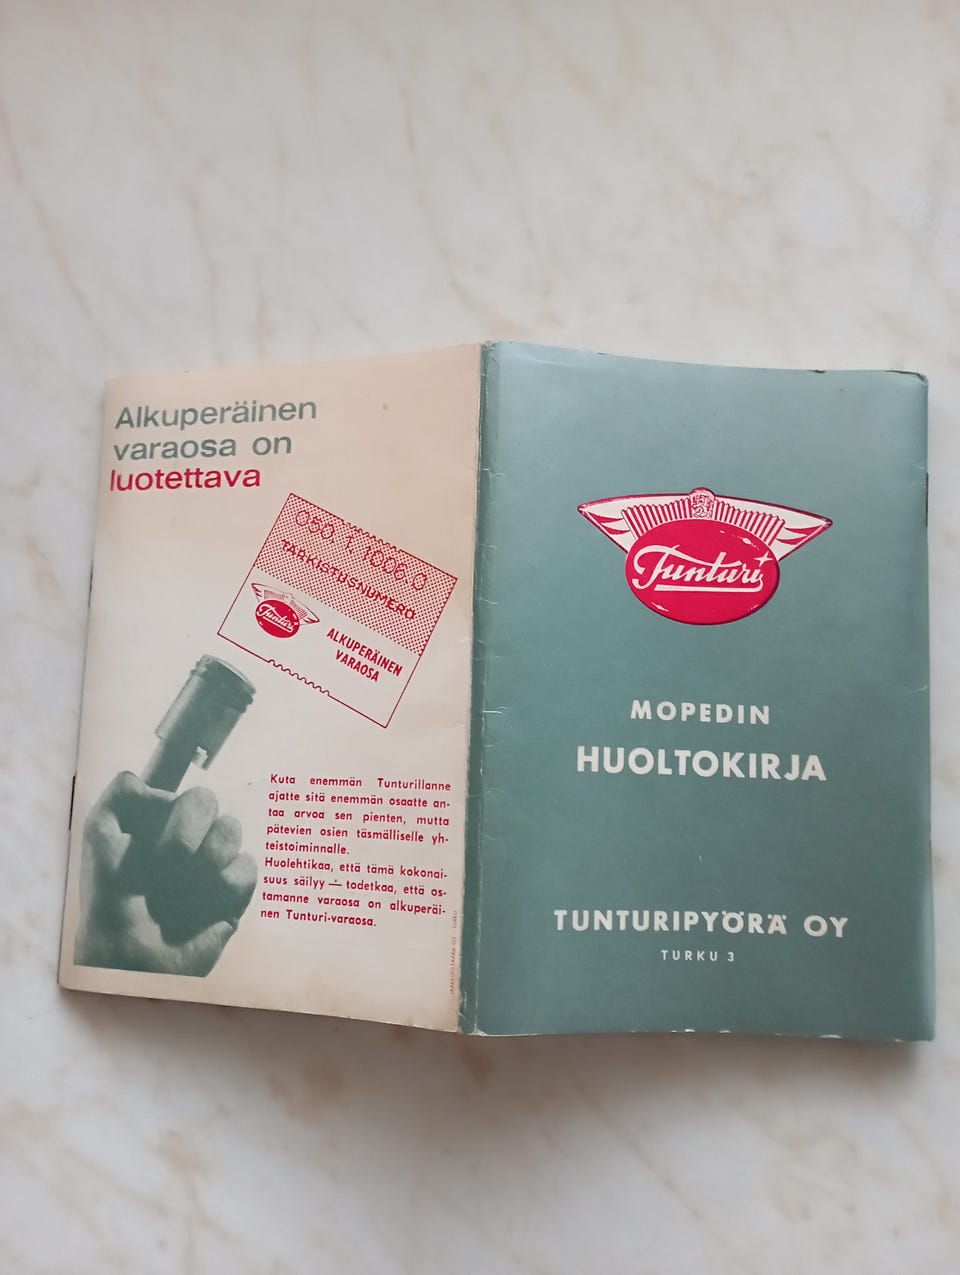 Alkuperäinen
varaosa on
luotettava
050. 1. 1006.0
TARKISTUSNUMERO
Tunturi
ALKUPERÄINEN
VARAOSA
Kuta enemmän Tunturillanne
ajatte sitä enemmän osaatte an-
taa arvoa sen pienten, mutta
pätevien osien täsmälliselle yh-
teistoiminnalle.
Huolehtikaa, että tämä kokonai-
suus säilyy — todetkaa, että os-
tamanne varaosa on alkuperäi-
nen Tunturi-varaosa.
Tunturi
MOPEDIN
HUOLTOKIRJA
TUNTURIPYÖRÄ OY
TURKU 3